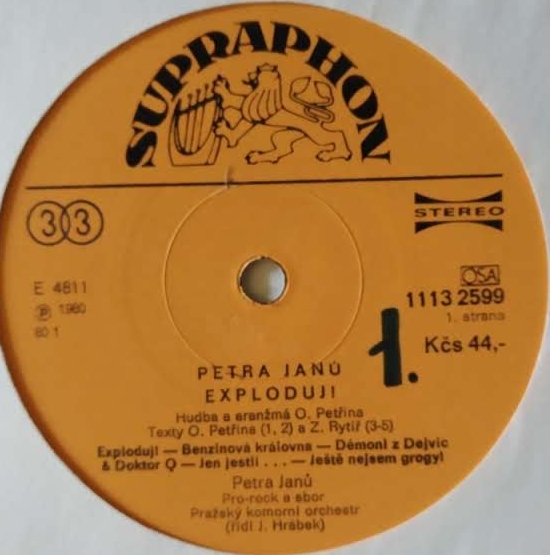 SUPRAPHON
33
STEREO
E 4811
Ⓟ 1980
80 1
OSA
1113 2599
1. strana
Kčs 44,-
1.
PETRA JANŮ
EXPLODUJI
Hudba a aranžmá O. Petřina
Texty O. Petřina (1, 2) a Z. Rytíř (3-5)
Exploduji — Benzínová královna — Démoni z Dejvic
& Doktor Q — Jen jestli . . . — Ještě nejsem grogy!
Petra Janů
Pro-rock a sbor
Pražský komorní orchestr
(řídí J. Hrábek)